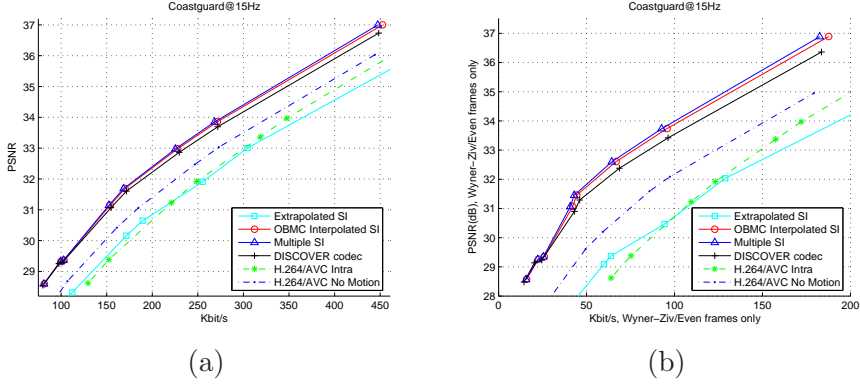 Coastguard@15Hz
37
36
35
34
33
32
31
30
29
PSNR
100 150 200 250 300 350 400 450
Kbit/s
Extrapolated SI
OBMC Interpolated SI
Multiple SI
DISCOVER codec
H.264/AVC Intra
H.264/AVC No Motion
(a)
Coastguard@15Hz
37
36
35
34
33
32
31
30
29
28
PSNR(dB), Wyner-Ziv/Even frames only
0 50 100 150 200
Kbit/s, Wyner-Ziv/Even frames only
Extrapolated SI
OBMC Interpolated SI
Multiple SI
DISCOVER codec
H.264/AVC Intra
H.264/AVC No Motion
(b)